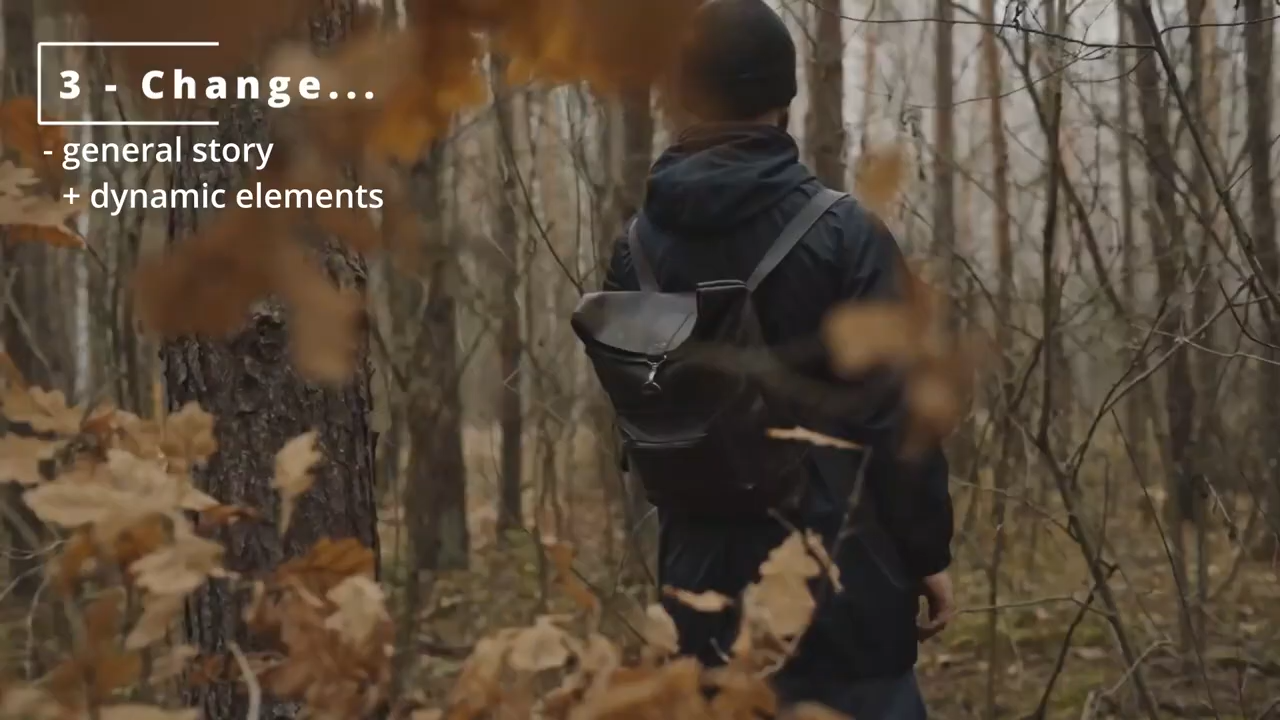 3 - Change...
- general story
+ dynamic elements